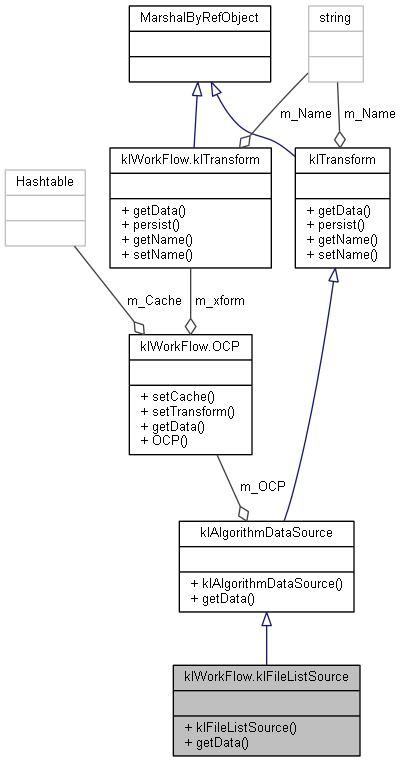 MarshalByRefObject
string
m_Name
m_Name
klWorkFlow.klTransform
+ getData()
+ persist()
+ getName()
+ setName()
klTransform
+ getData()
+ persist()
+ getName()
+ setName()
Hashtable
m_Cache
m_xform
klWorkFlow.OCP
+ setCache()
+ setTransform()
+ getData()
+ OCP()
m_OCP
klAlgorithmDataSource
+ klAlgorithmDataSource()
+ getData()
klWorkFlow.klFileListSource
+ klFileListSource()
+ getData()